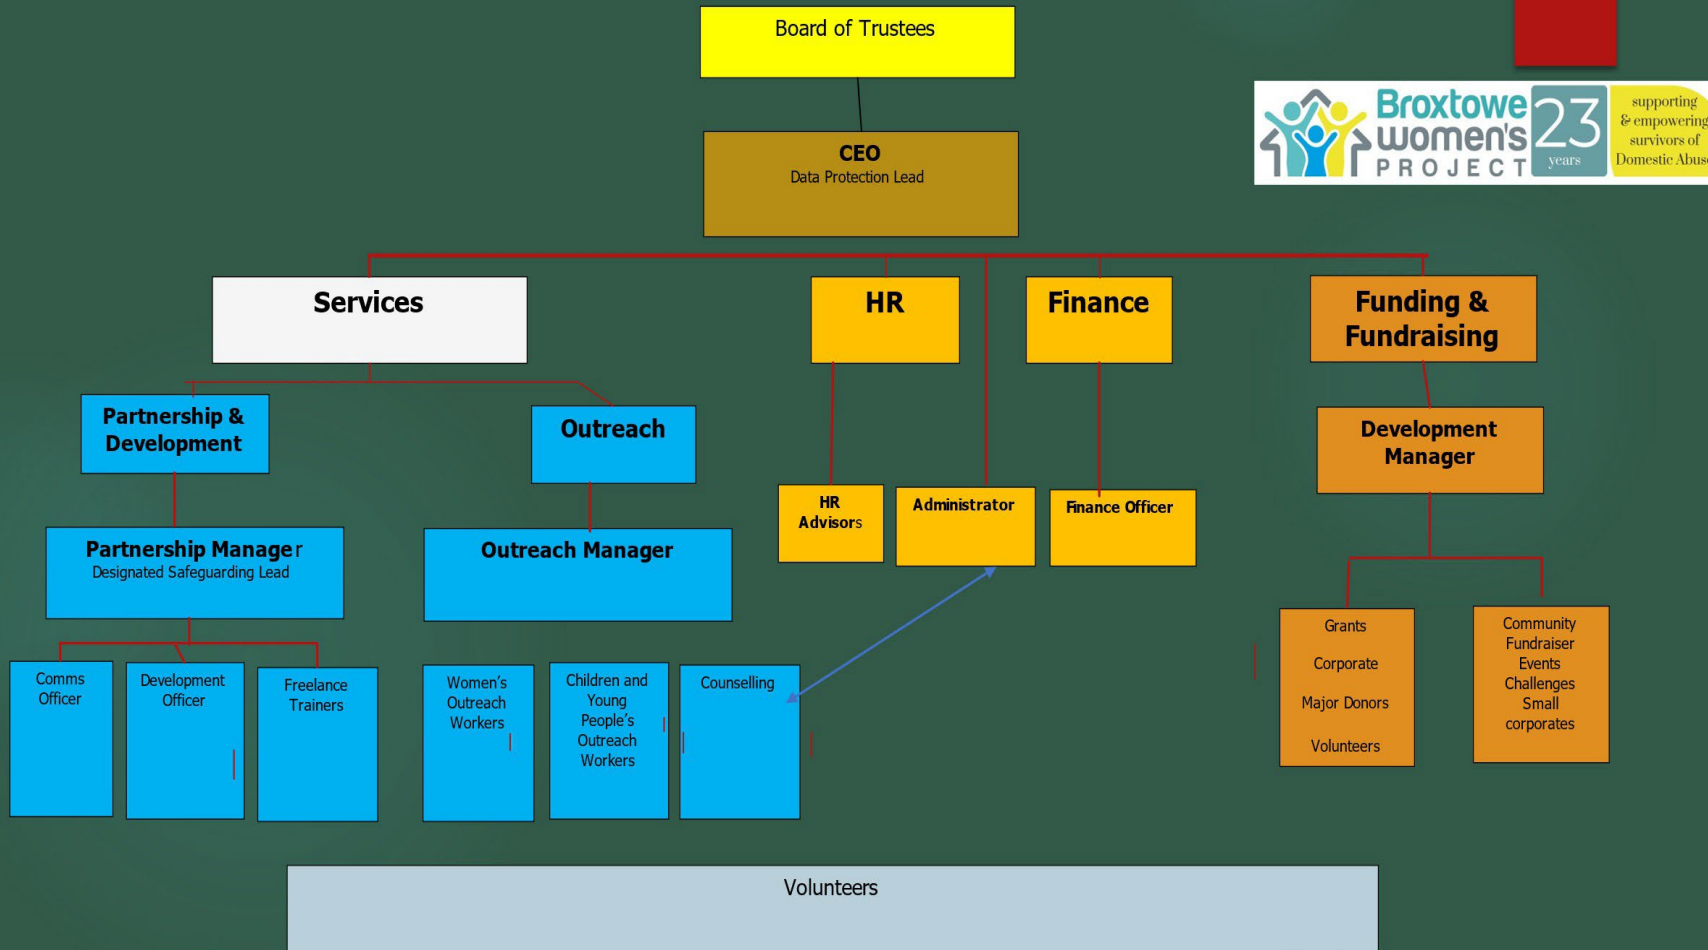 Board of Trustees
CEO
Data Protection Lead
Broxtowe
women's
PROJECT
23
years
supporting
& empowering
survivors of
Domestic Abuse
Services
HR
Finance
Funding &
Fundraising
Partnership &
Development
Outreach
Development
Manager
HR
Advisors
Administrator
Finance Officer
Partnership Manager
Designated Safeguarding Lead
Outreach Manager
Comms
Officer
Development
Officer
Freelance
Trainers
Women's
Outreach
Workers
Children and
Young
People's
Outreach
Workers
Counselling
Grants
Corporate
Major Donors
Volunteers
Community
Fundraiser
Events
Challenges
Small
corporates
Volunteers